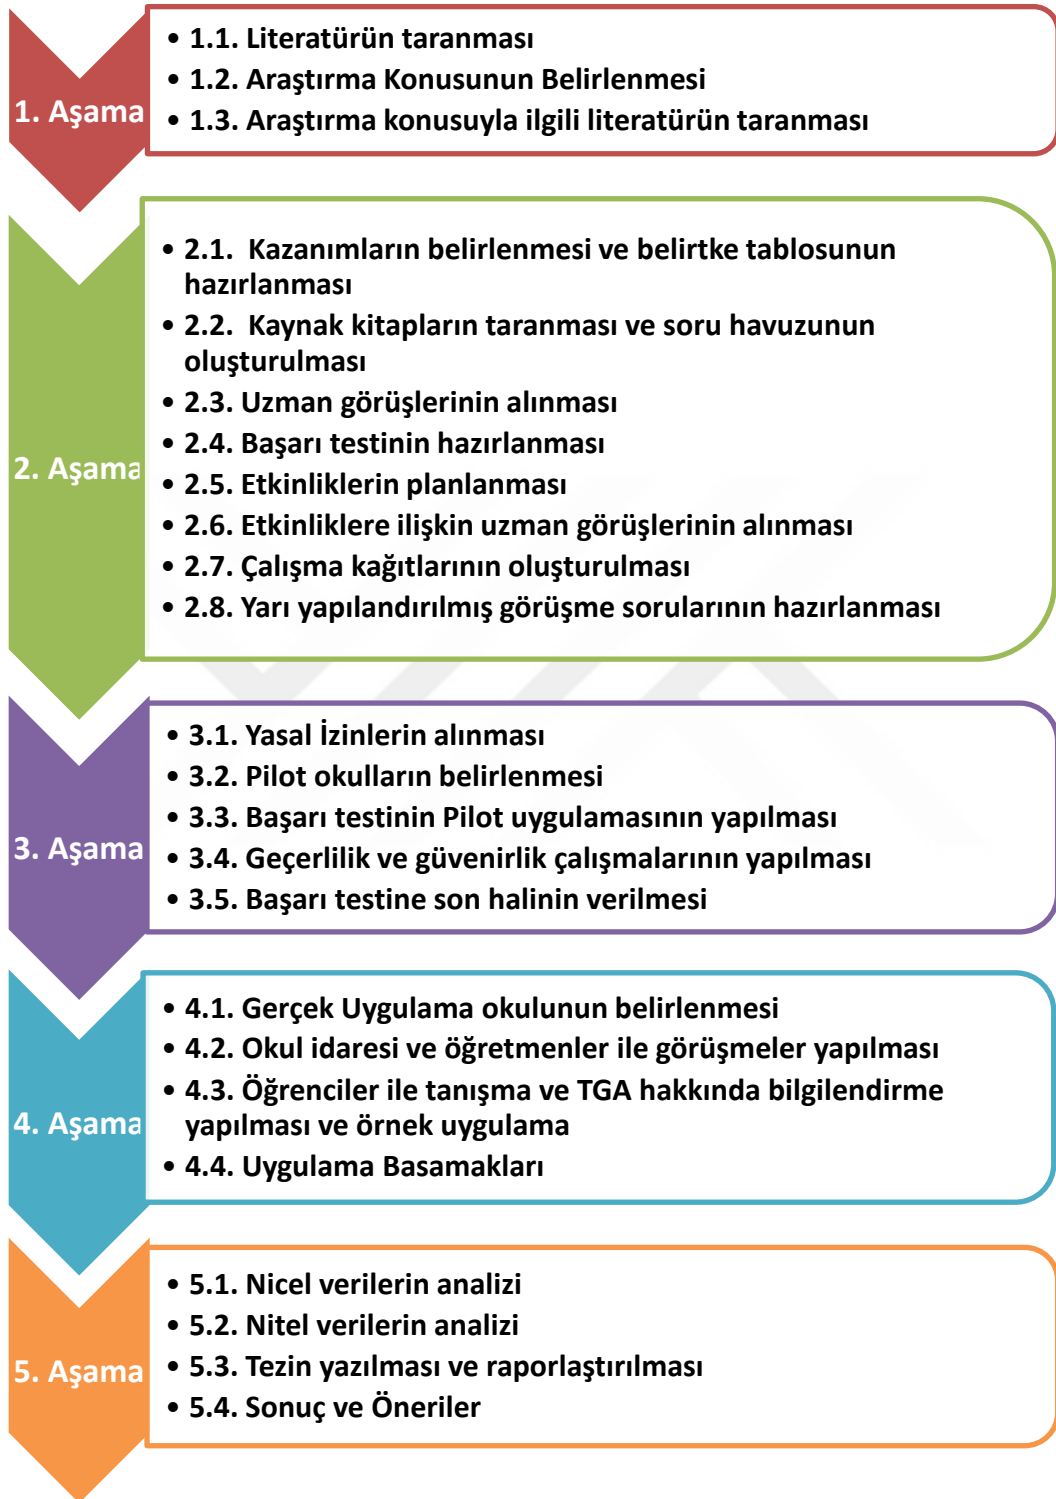 1. Aşama
• 1.1. Literatürün taranması
• 1.2. Araştırma Konusunun Belirlenmesi
• 1.3. Araştırma konusuyla ilgili literatürün taranması
2. Aşama
• 2.1. Kazanımların belirlenmesi ve belirtke tablosunun
hazırlanması
• 2.2. Kaynak kitapların taranması ve soru havuzunun
oluşturulması
• 2.3. Uzman görüşlerinin alınması
• 2.4. Başarı testinin hazırlanması
• 2.5. Etkinliklerin planlanması
• 2.6. Etkinliklere ilişkin uzman görüşlerinin alınması
• 2.7. Çalışma kağıtlarının oluşturulması
• 2.8. Yarı yapılandırılmış görüşme sorularının hazırlanması
3. Aşama
• 3.1. Yasal İzinlerin alınması
• 3.2. Pilot okulların belirlenmesi
• 3.3. Başarı testinin Pilot uygulamasının yapılması
• 3.4. Geçerlilik ve güvenirlik çalışmalarının yapılması
• 3.5. Başarı testine son halinin verilmesi
4. Aşama
• 4.1. Gerçek Uygulama okulunun belirlenmesi
• 4.2. Okul idaresi ve öğretmenler ile görüşmeler yapılması
• 4.3. Öğrenciler ile tanışma ve TGA hakkında bilgilendirme
yapılması ve örnek uygulama
• 4.4. Uygulama Basamakları
5. Aşama
• 5.1. Nicel verilerin analizi
• 5.2. Nitel verilerin analizi
• 5.3. Tezin yazılması ve raporlaştırılması
• 5.4. Sonuç ve Öneriler